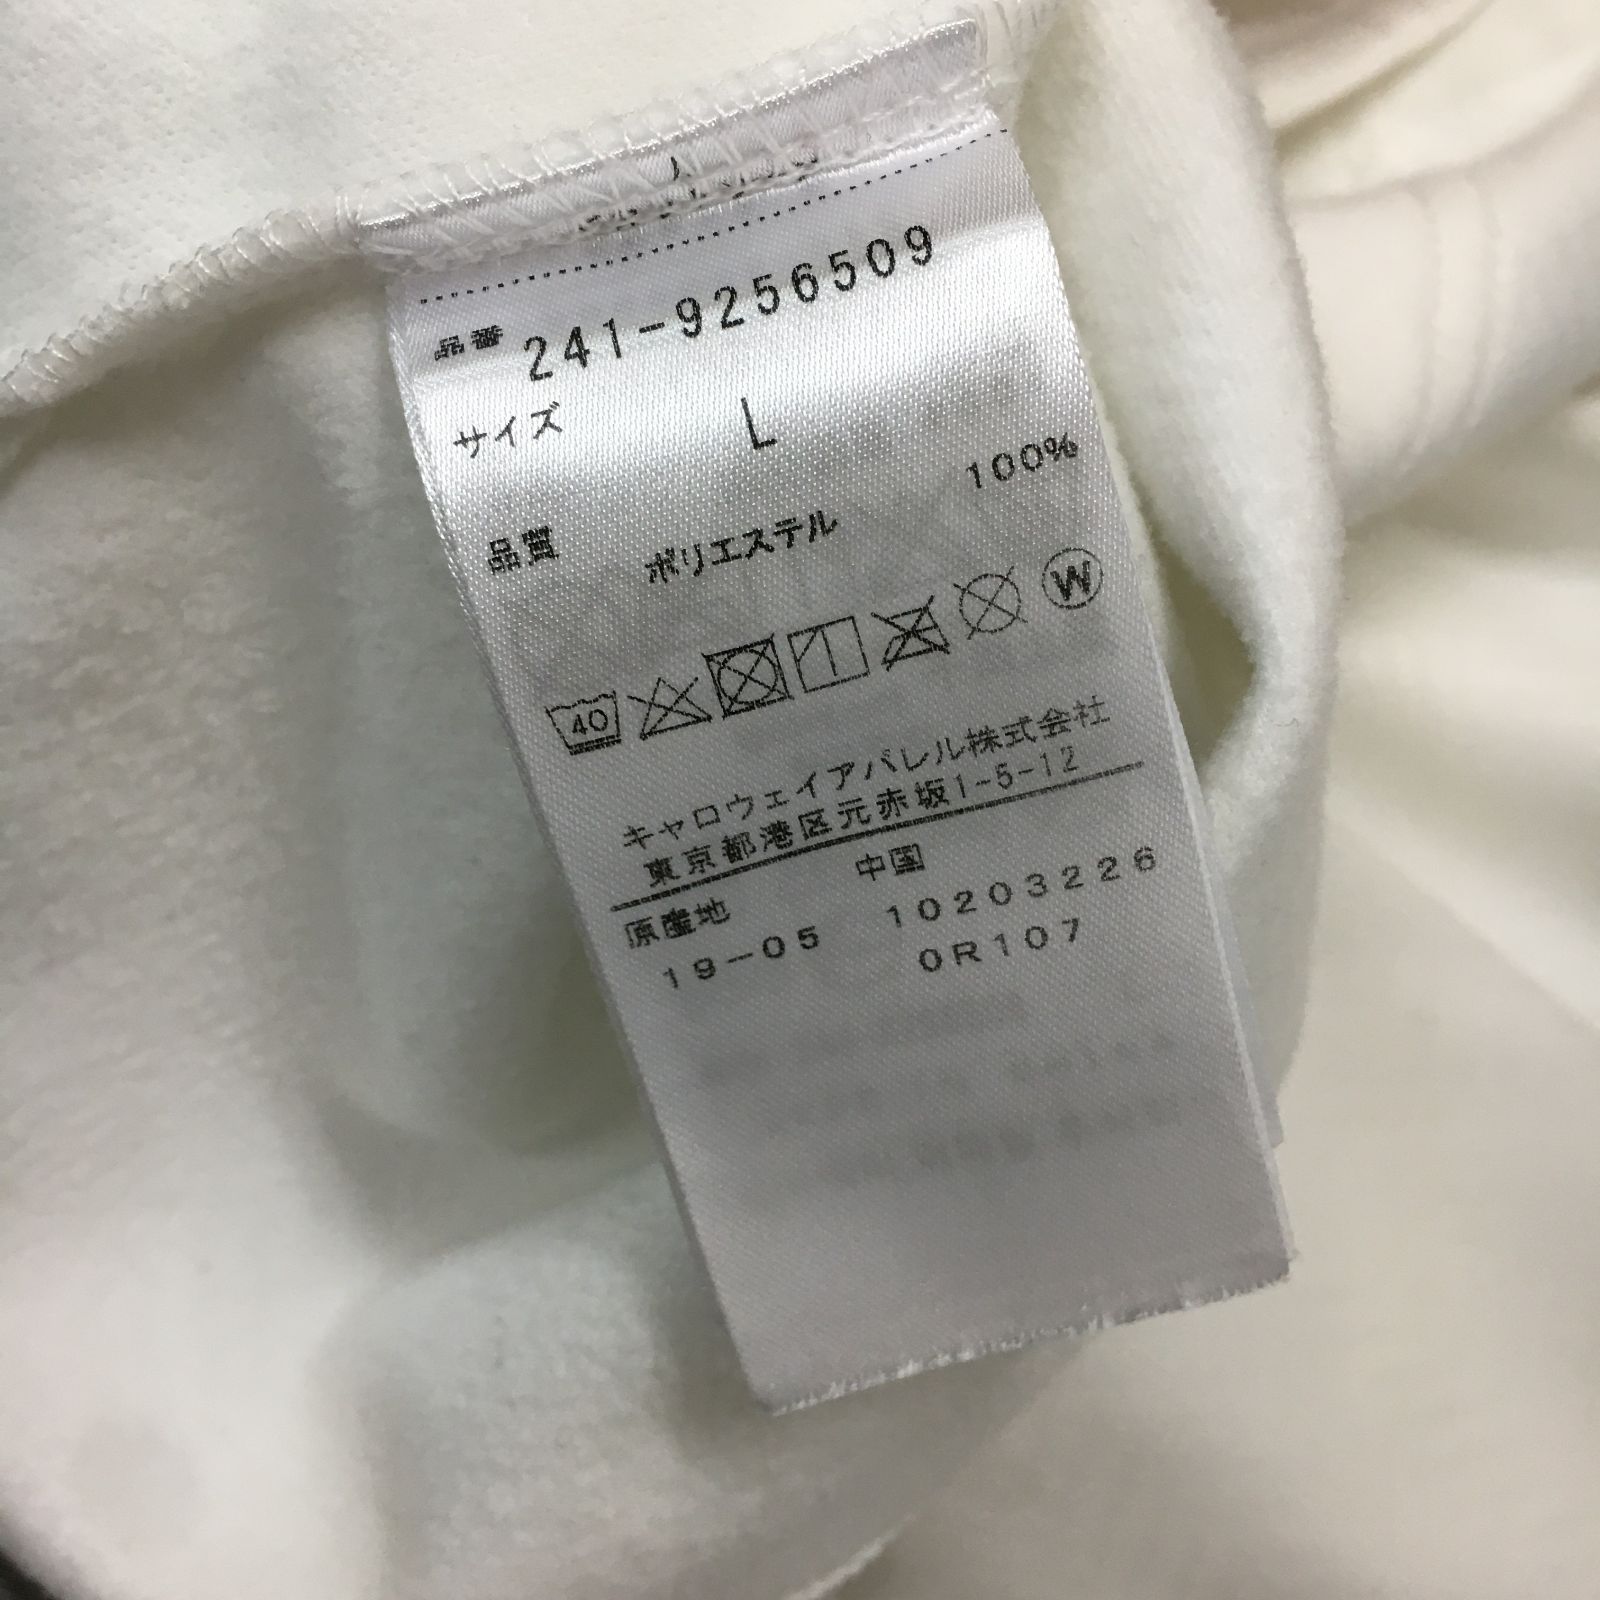 品番 241-9256509
サイズ L
品質 ポリエステル 100%
40 W
キャロウェイアパレル株式会社
東京都港区元赤坂1-5-12
原産地 中国
19-05 10203226
0R107